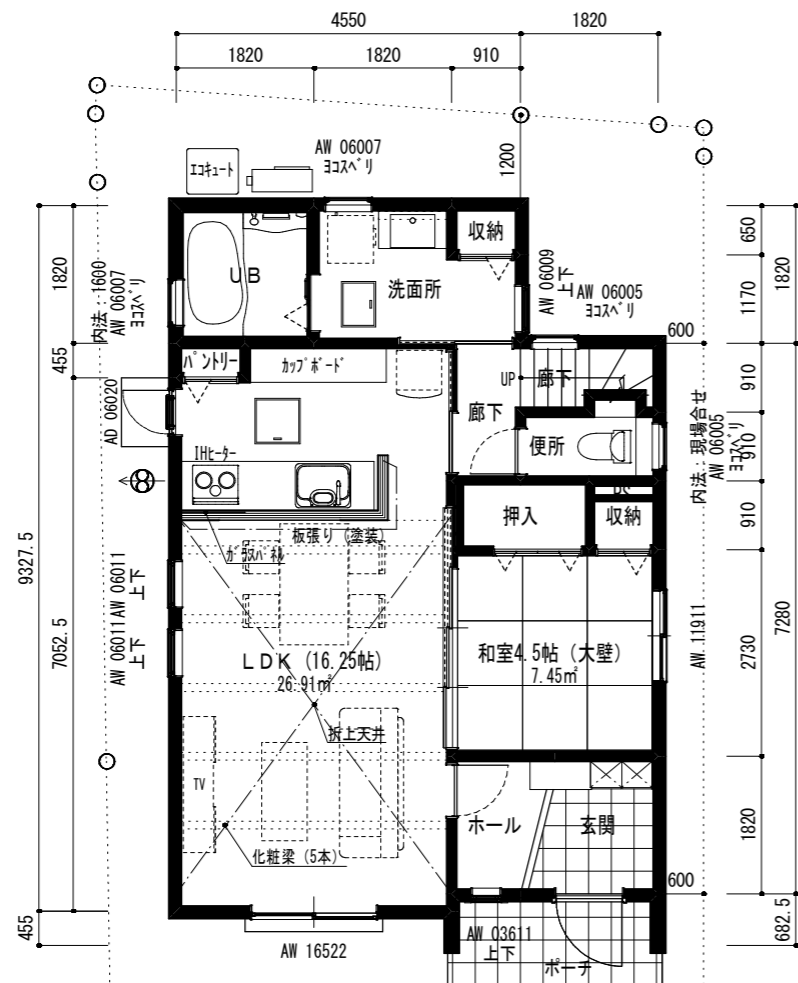 4550
1820
1820
1820
910
AW 06007
ヨコスベリ
エコキュート
1200
収納
UB
洗面所
AW 06009
上下
AW 06005
ヨコスベリ
650
1170
1820
1820
内法：1600
AW 06007
ヨコスベリ
600
455
パントリー
カップボード
UP
廊下
廊下
910
AD 06020
便所
内法：現場合せ
AW 06005
ヨコスベリ
910
IHヒーター
押入
収納
910
板張り（塗装）
ガラスパネル
9327.5
7052.5
AW 06011
上下
AW 06011
上下
LDK (16.25帖)
26.91㎡
和室4.5帖（大壁）
7.45㎡
AW 11911
2730
7280
折上天井
TV
ホール
玄関
1820
化粧梁（5本）
600
455
AW 16522
AW 03611
上下
ポーチ
682.5